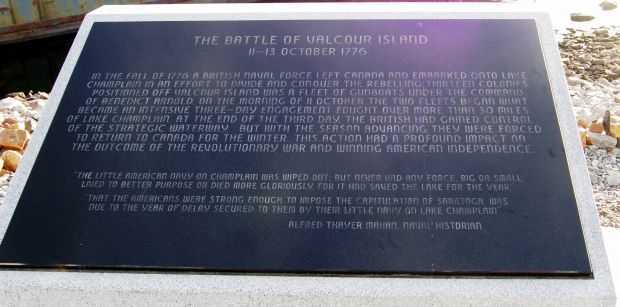 THE BATTLE OF VALCOUR ISLAND
11-13 OCTOBER 1776
IN THE FALL OF 1776 A BRITISH NAVAL FORCE LEFT CANADA AND EMBARKED ONTO LAKE
CHAMPLAIN IN AN EFFORT TO DIVIDE AND CONQUER THE REBELLING THIRTEEN COLONIES.
POSITIONED OFF VALCOUR ISLAND WAS A FLEET OF GUNBOATS UNDER THE COMMAND
OF BENEDICT ARNOLD. ON THE MORNING OF 11 OCTOBER THE TWO FLEETS BEGAN WHAT
BECAME AN INTENSIVE THREE-DAY ENGAGEMENT FOUGHT OVER MORE THAN 30 MILES
OF LAKE CHAMPLAIN. AT THE END OF THE THIRD DAY THE BRITISH HAD GAINED CONTROL
OF THE STRATEGIC WATERWAY. BUT WITH THE SEASON ADVANCING THEY WERE FORCED
TO RETURN TO CANADA FOR THE WINTER. THIS ACTION HAD A PROFOUND IMPACT ON
THE OUTCOME OF THE REVOLUTIONARY WAR AND WINNING AMERICAN INDEPENDENCE.
"THE LITTLE AMERICAN NAVY ON CHAMPLAIN WAS WIPED OUT; BUT NEVER HAD ANY FORCE, BIG OR SMALL
LIVED TO BETTER PURPOSE OR DIED MORE GLORIOUSLY, FOR IT HAD SAVED THE LAKE FOR THE YEAR.
THAT THE AMERICANS WERE STRONG ENOUGH TO IMPOSE THE CAPITULATION OF SARATOGA, WAS
DUE TO THE YEAR OF DELAY SECURED TO THEM BY THEIR LITTLE NAVY ON LAKE CHAMPLAIN"
ALFRED THAYER MAHAN, NAVAL HISTORIAN